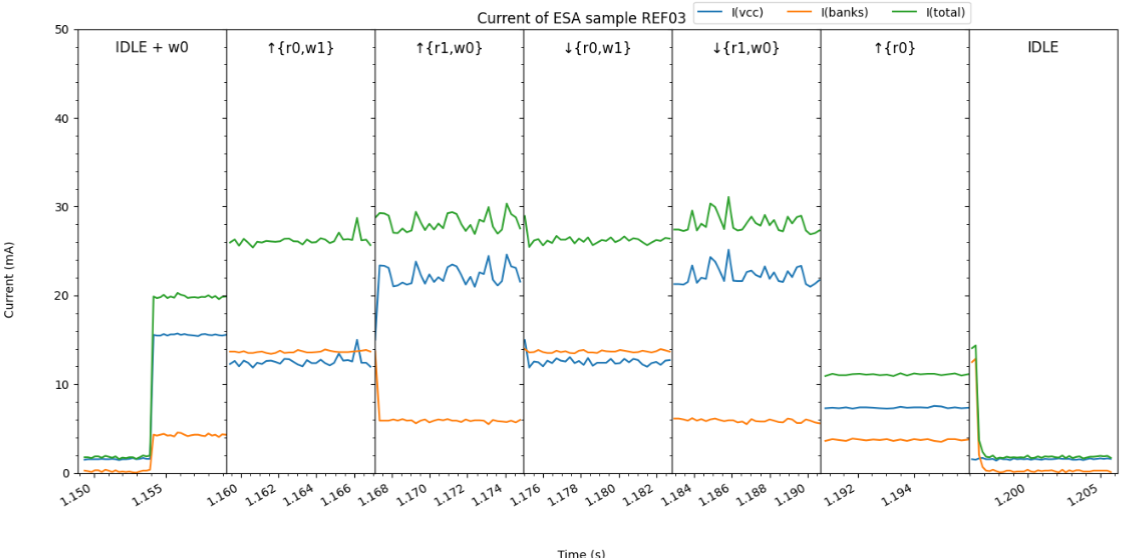 Current of ESA sample REF03
I(vcc) I(banks) I(total)
IDLE + w0 ↑{r0,w1} ↑{r1,w0} ↓{r0,w1} ↓{r1,w0} ↑{r0} IDLE
50
40
30
20
10
0
Current (mA)
1.150 1.155 1.160 1.162 1.164 1.166 1.168 1.170 1.172 1.174 1.176 1.178 1.180 1.182 1.184 1.186 1.188 1.190 1.192 1.194 1.200 1.205
Time (s)